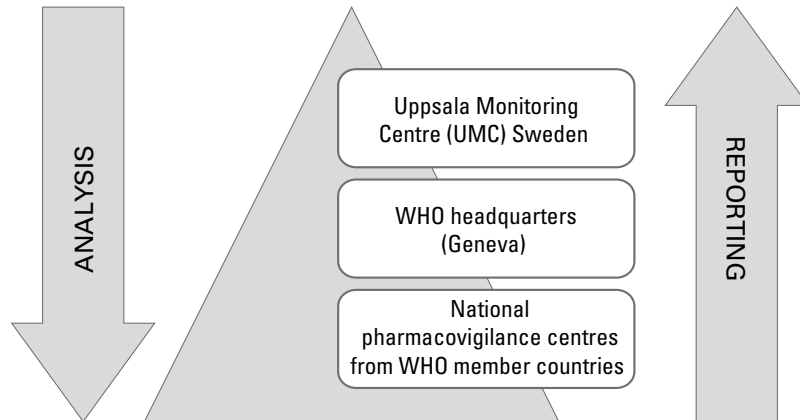 ANALYSIS
Uppsala Monitoring
Centre (UMC) Sweden
WHO headquarters
(Geneva)
National
pharmacovigilance centres
from WHO member countries
REPORTING